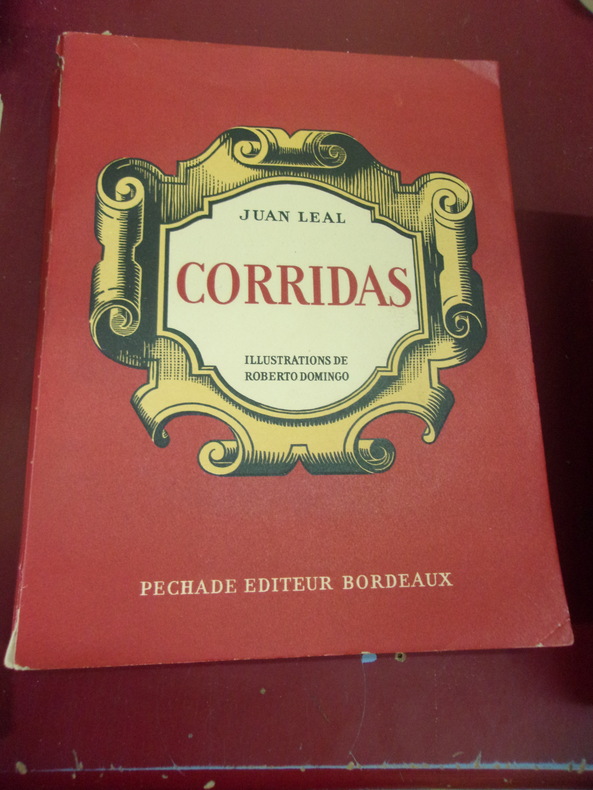 JUAN LEAL
CORRIDAS
ILLUSTRATIONS DE
ROBERTO DOMINGO
PECHADE EDITEUR BORDEAUX